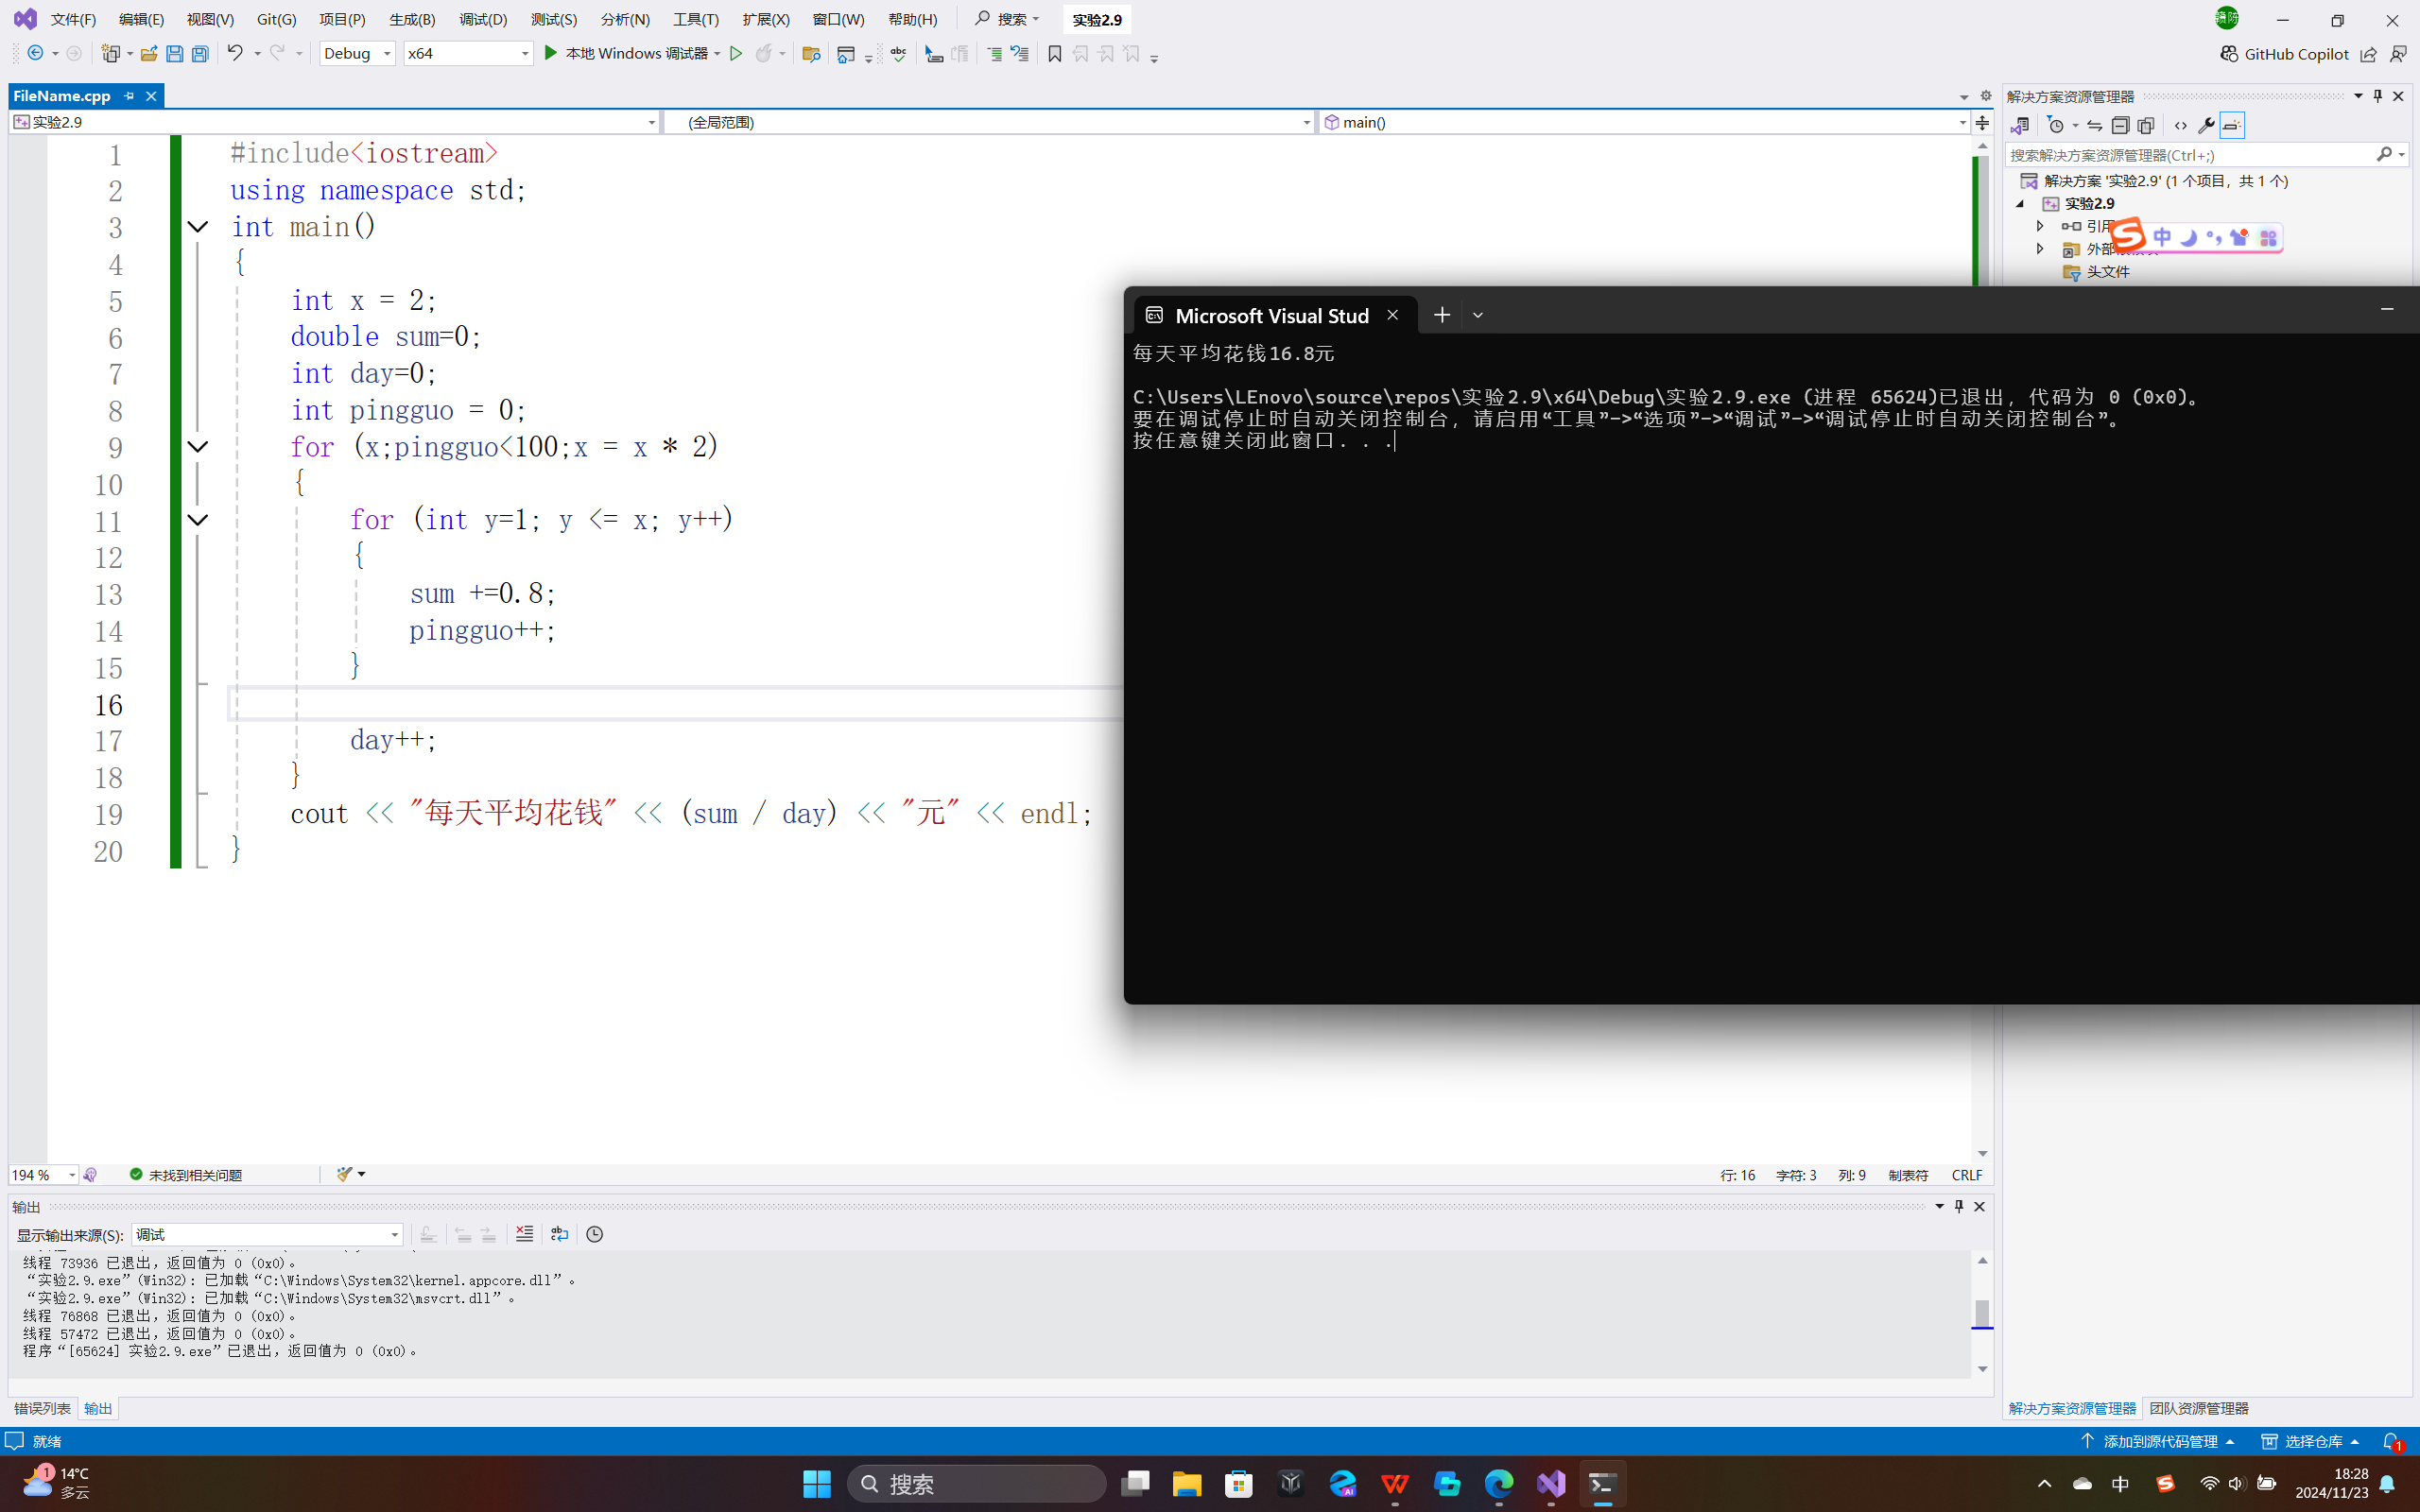 文件(F) 编辑(E) 视图(V) Git(G) 项目(P) 生成(B) 调试(D) 测试(S) 分析(N) 工具(T) 扩展(X) 窗口(W) 帮助(H) 搜索 实验2.9
Debug x64 本地 Windows 调试器 GitHub Copilot
FileName.cpp
实验2.9 (全局范围) main()
1 #include<iostream>
2 using namespace std;
3 int main()
4 {
5 int x = 2;
6 double sum=0;
7 int day=0;
8 int pingguo = 0;
9 for (x;pingguo<100;x = x * 2)
10 {
11 for (int y=1; y <= x; y++)
12 {
13 sum +=0.8;
14 pingguo++;
15 }
16
17 day++;
18 }
19 cout << "每天平均花钱" << (sum / day) << "元" << endl;
20 }
解决方案资源管理器
搜索解决方案资源管理器(Ctrl+;)
解决方案 '实验2.9' (1 个项目，共 1 个)
实验2.9
引用
外部
头文件
中
Microsoft Visual Stud
每天平均花钱16.8元
C:\Users\LEnovo\source\repos\实验2.9\x64\Debug\实验2.9.exe (进程 65624)已退出，代码为 0 (0x0)。
要在调试停止时自动关闭控制台，请启用“工具”->“选项”->“调试”->“调试停止时自动关闭控制台”。
按任意键关闭此窗口. . .
194 % 未找到相关问题 行: 16 字符: 3 列: 9 制表符 CRLF
输出
显示输出来源(S): 调试
线程 73936 已退出，返回值为 0 (0x0)。
“实验2.9.exe”(Win32): 已加载“C:\Windows\System32\kernel.appcore.dll”。
“实验2.9.exe”(Win32): 已加载“C:\Windows\System32\msvcrt.dll”。
线程 76868 已退出，返回值为 0 (0x0)。
线程 57472 已退出，返回值为 0 (0x0)。
程序“[65624] 实验2.9.exe”已退出，返回值为 0 (0x0)。
错误列表 输出
解决方案资源管理器 团队资源管理器
就绪 添加到源代码管理 选择仓库 1
1 14°C
多云
搜索
中
18:28
2024/11/23